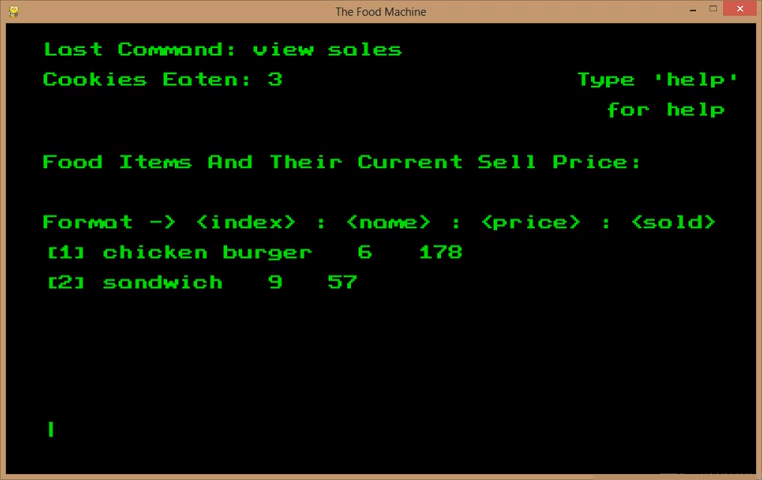 The Food Machine
Last Command: view sales
Cookies Eaten: 3
Type 'help'
for help
Food Items And Their Current Sell Price:
Format -> <index> : <name> : <price> : <sold>
[1] chicken burger 6 178
[2] sandwich 9 57